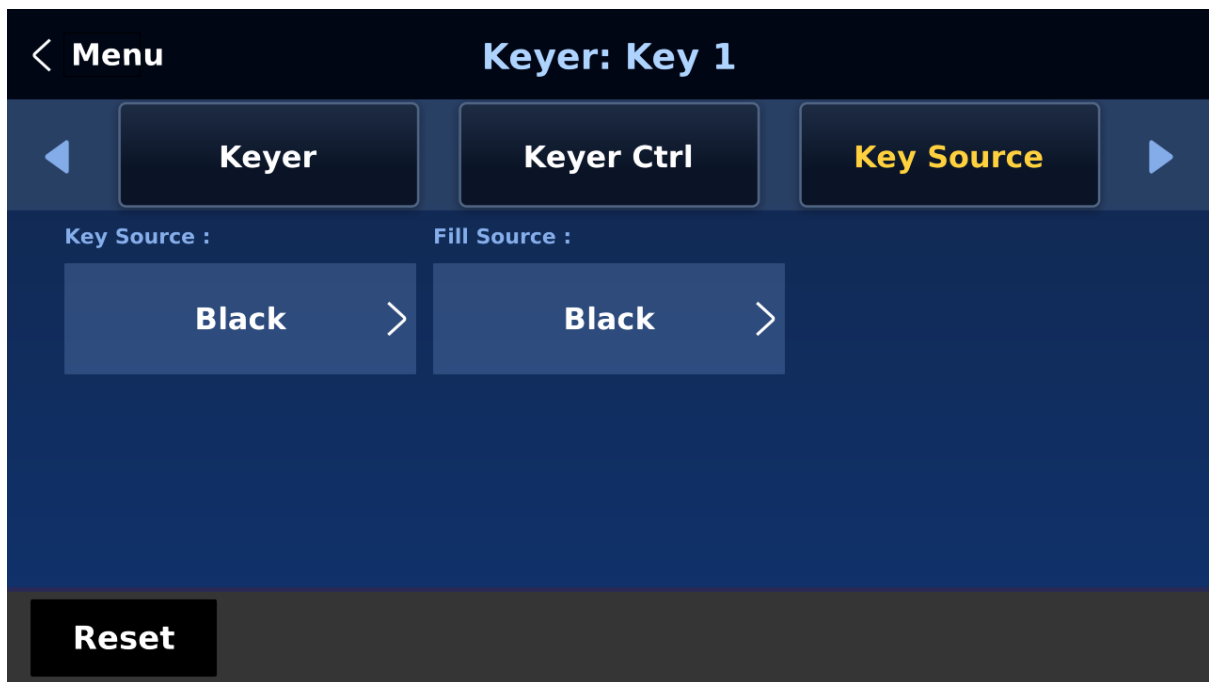 Menu
Keyer: Key 1
Keyer
Keyer Ctrl
Key Source
Key Source :
Fill Source :
Black
Black
Reset